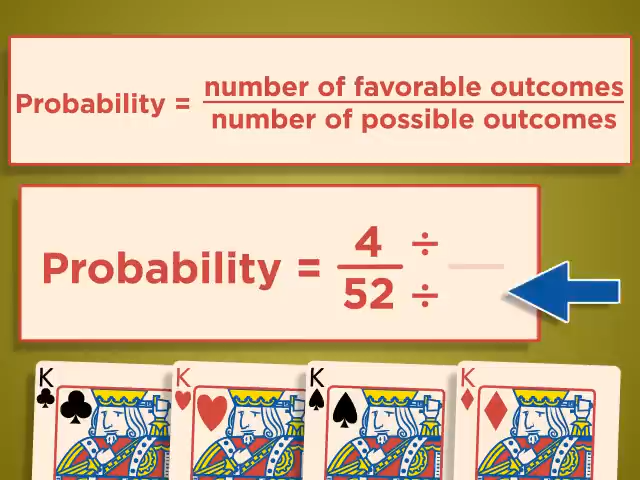 number of favorable outcomes
Probability =
number of possible outcomes
4 ÷
Probability =
52 ÷
K K K K